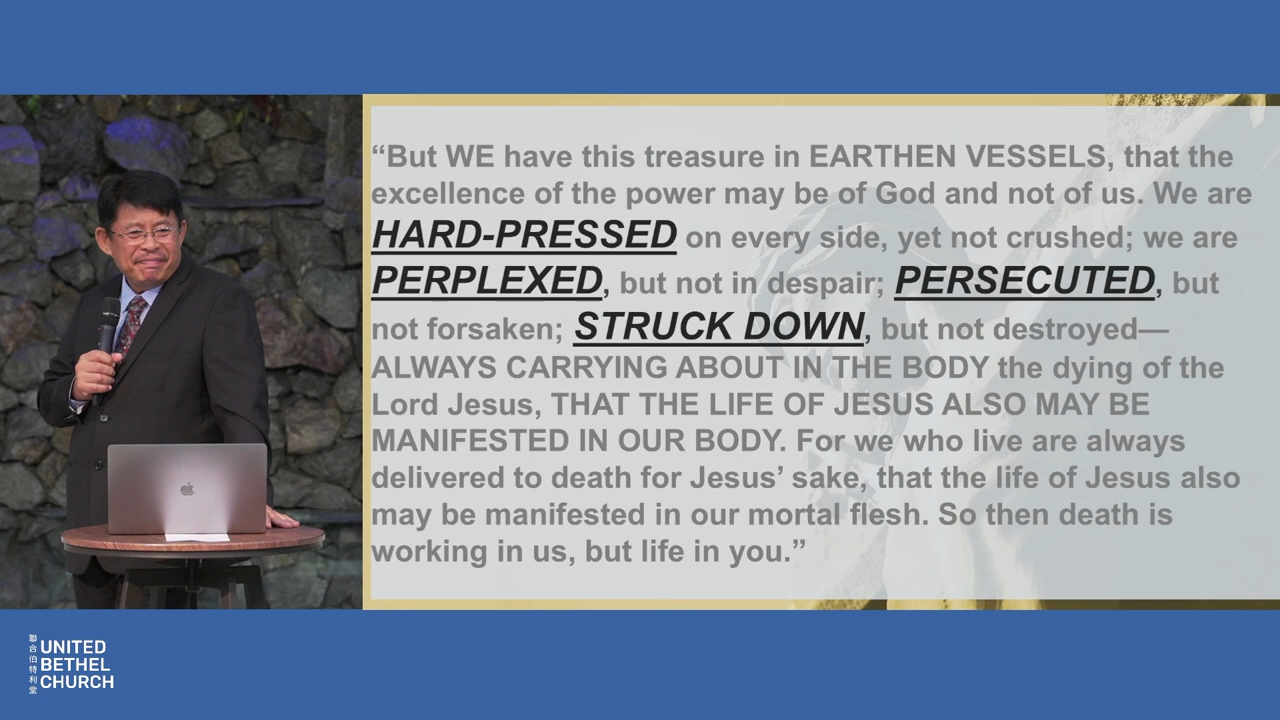 “But WE have this treasure in EARTHEN VESSELS, that the
excellence of the power may be of God and not of us. We are
HARD-PRESSED on every side, yet not crushed; we are
PERPLEXED, but not in despair; PERSECUTED, but
not forsaken; STRUCK DOWN, but not destroyed—
ALWAYS CARRYING ABOUT IN THE BODY the dying of the
Lord Jesus, THAT THE LIFE OF JESUS ALSO MAY BE
MANIFESTED IN OUR BODY. For we who live are always
delivered to death for Jesus’ sake, that the life of Jesus also
may be manifested in our mortal flesh. So then death is
working in us, but life in you.”
聯合伯特利堂
UNITED
BETHEL
CHURCH